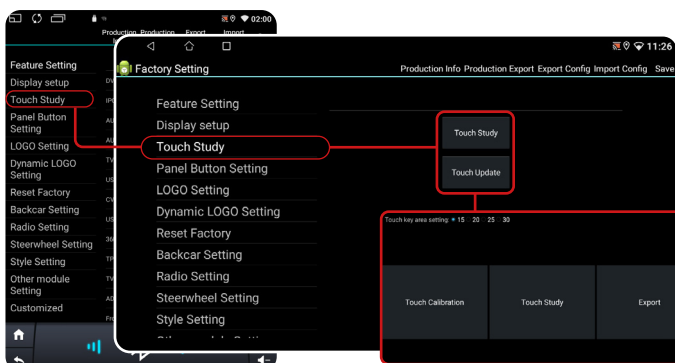 02:00
Production Production Export Import
Feature Setting
Display setup
Touch Study
Panel Button
Setting
LOGO Setting
Dynamic LOGO
Setting
Reset Factory
Backcar Setting
Radio Setting
Steerwheel Setting
Style Setting
Other module
Setting
Customized
11:26
Factory Setting
Production Info Production Export Export Config Import Config Save
Feature Setting
Display setup
Touch Study
Panel Button Setting
LOGO Setting
Dynamic LOGO Setting
Reset Factory
Backcar Setting
Radio Setting
Steerwheel Setting
Style Setting
Touch Study
Touch Update
Touch key area setting 15 20 25 30
Touch Calibration
Touch Study
Export